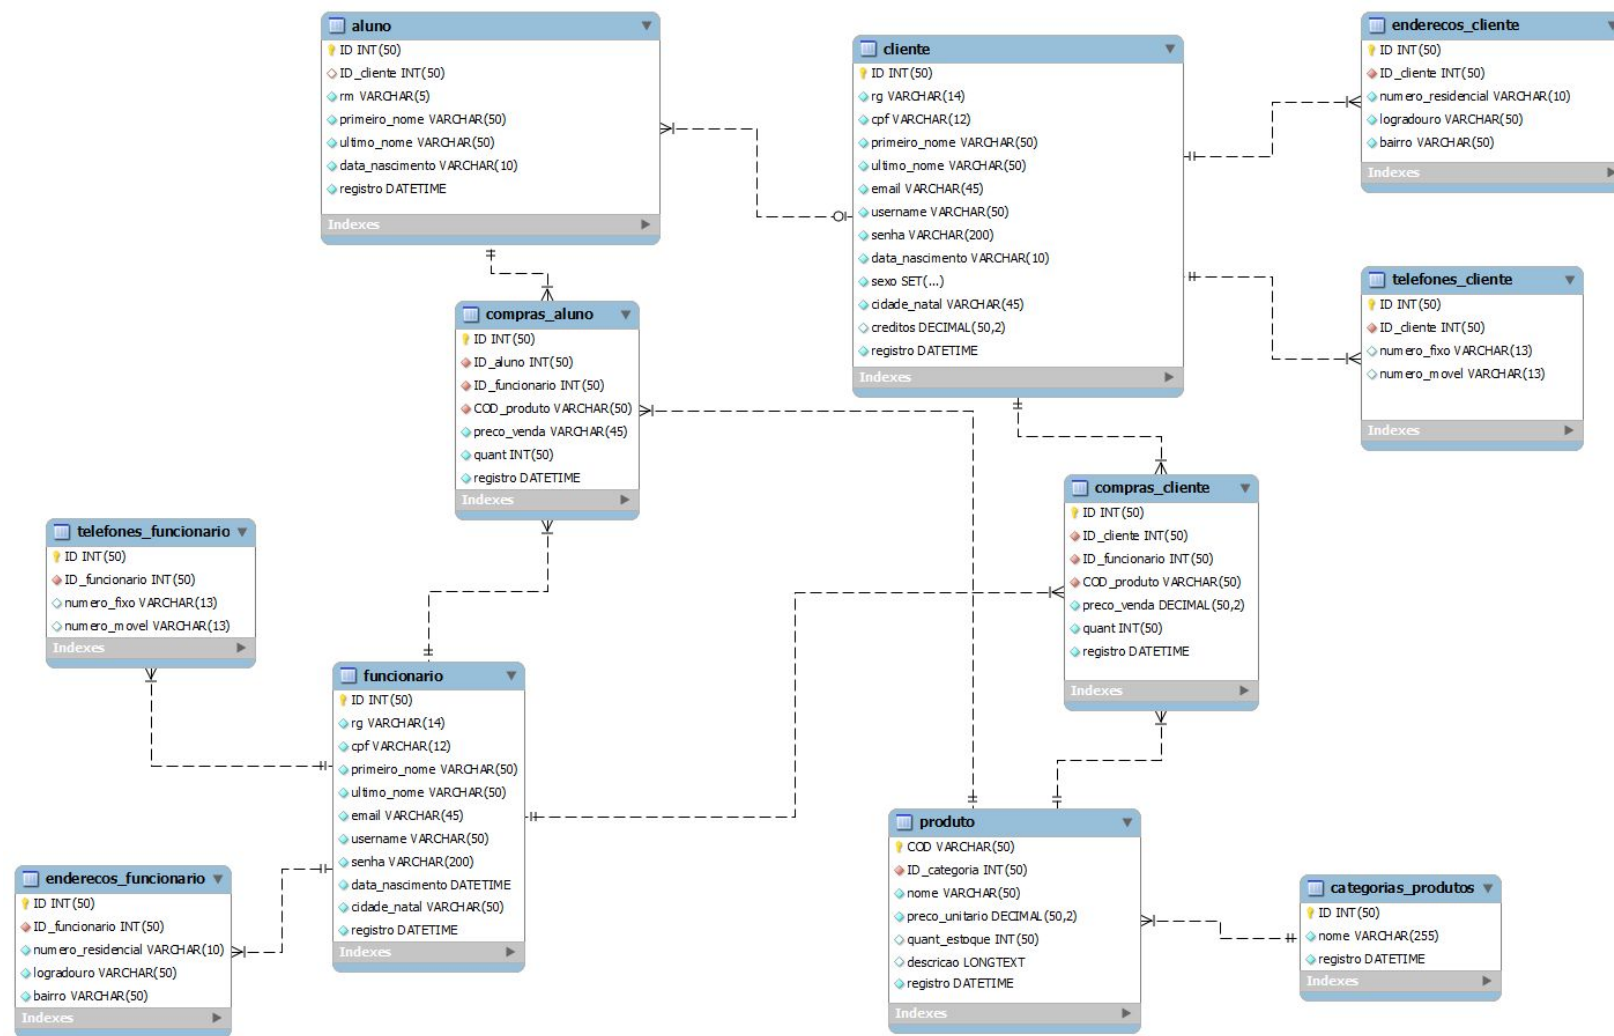 aluno
ID INT(50)
ID_cliente INT(50)
rm VARCHAR(5)
primeiro_nome VARCHAR(50)
ultimo_nome VARCHAR(50)
data_nascimento VARCHAR(10)
registro DATETIME
Indexes
cliente
ID INT(50)
rg VARCHAR(14)
cpf VARCHAR(12)
primeiro_nome VARCHAR(50)
ultimo_nome VARCHAR(50)
email VARCHAR(45)
username VARCHAR(50)
senha VARCHAR(200)
data_nascimento VARCHAR(10)
sexo SET(...)
cidade_natal VARCHAR(45)
creditos DECIMAL(50,2)
registro DATETIME
Indexes
enderecos_cliente
ID INT(50)
ID_cliente INT(50)
numero_residencial VARCHAR(10)
logradouro VARCHAR(50)
bairro VARCHAR(50)
Indexes
telefones_cliente
ID INT(50)
ID_cliente INT(50)
numero_fixo VARCHAR(13)
numero_movel VARCHAR(13)
Indexes
compras_aluno
ID INT(50)
ID_aluno INT(50)
ID_funcionario INT(50)
COD_produto VARCHAR(50)
preco_venda VARCHAR(45)
quant INT(50)
registro DATETIME
Indexes
compras_cliente
ID INT(50)
ID_cliente INT(50)
ID_funcionario INT(50)
COD_produto VARCHAR(50)
preco_venda DECIMAL(50,2)
quant INT(50)
registro DATETIME
Indexes
telefones_funcionario
ID INT(50)
ID_funcionario INT(50)
numero_fixo VARCHAR(13)
numero_movel VARCHAR(13)
Indexes
funcionario
ID INT(50)
rg VARCHAR(14)
cpf VARCHAR(12)
primeiro_nome VARCHAR(50)
ultimo_nome VARCHAR(50)
email VARCHAR(45)
username VARCHAR(50)
senha VARCHAR(200)
data_nascimento DATETIME
cidade_natal VARCHAR(50)
registro DATETIME
Indexes
enderecos_funcionario
ID INT(50)
ID_funcionario INT(50)
numero_residencial VARCHAR(10)
logradouro VARCHAR(50)
bairro VARCHAR(50)
Indexes
produto
COD VARCHAR(50)
ID_categoria INT(50)
nome VARCHAR(50)
preco_unitario DECIMAL(50,2)
quant_estoque INT(50)
descricao LONGTEXT
registro DATETIME
Indexes
categorias_produtos
ID INT(50)
nome VARCHAR(255)
registro DATETIME
Indexes